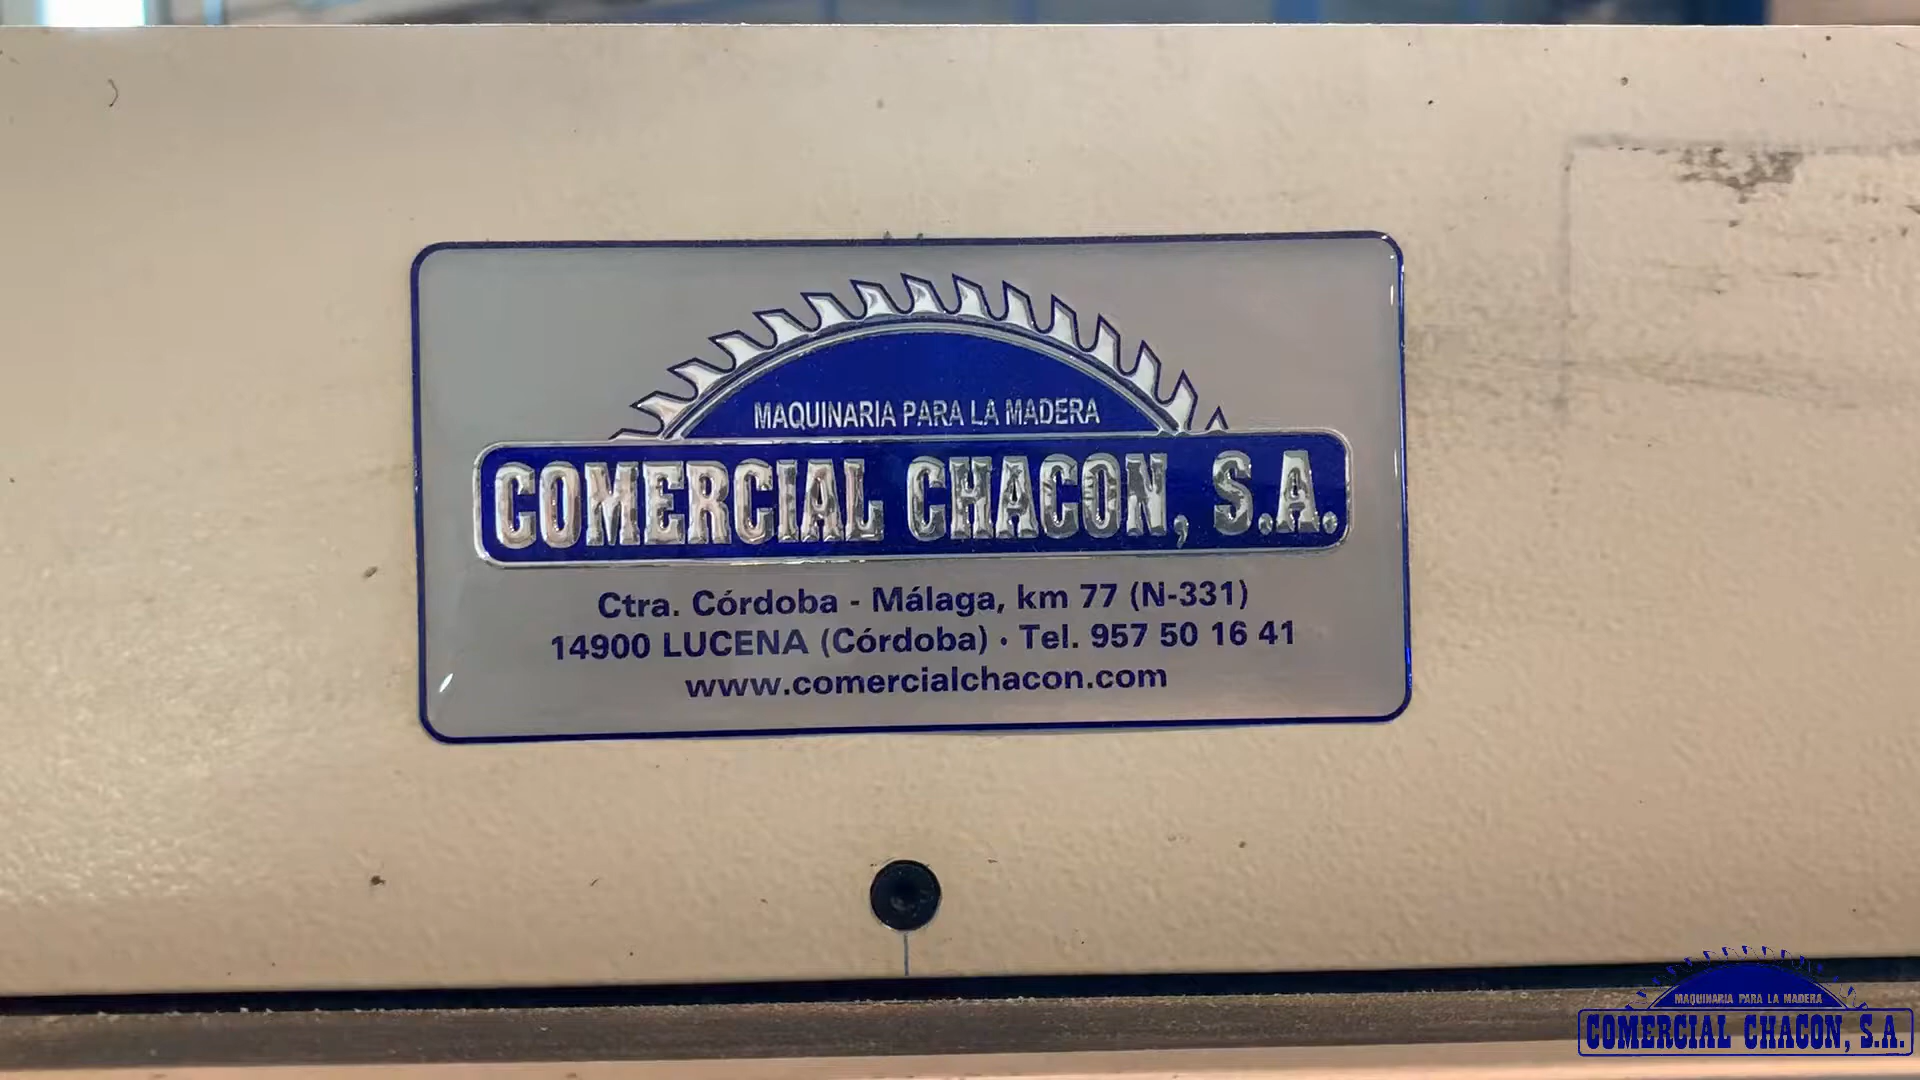 MAQUINARIA PARA LA MADERA
COMERCIAL CHACON, S.A.
Ctra. Córdoba - Málaga, km 77 (N-331)
14900 LUCENA (Córdoba) · Tel. 957 50 16 41
www.comercialchacon.com
MAQUINARIA PARA LA MADERA
COMERCIAL CHACON, S.A.